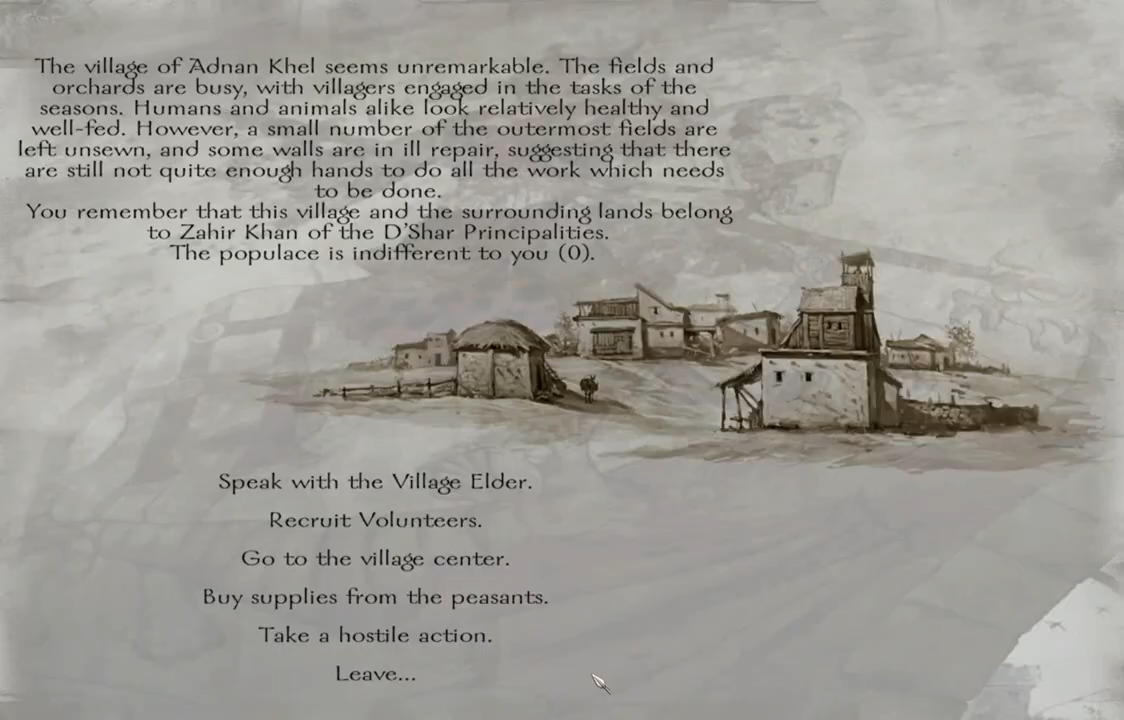 The village of Adnan Khel seems unremarkable. The fields and
orchards are busy, with villagers engaged in the tasks of the
seasons. Humans and animals alike look relatively healthy and
well-fed. However, a small number of the outermost fields are
left unsewn, and some walls are in ill repair, suggesting that there
are still not quite enough hands to do all the work which needs
to be done.
You remember that this village and the surrounding lands belong
to Zahir Khan of the D'Shar Principalities.
The populace is indifferent to you (0).
Speak with the Village Elder.
Recruit Volunteers.
Go to the village center.
Buy supplies from the peasants.
Take a hostile action.
Leave...